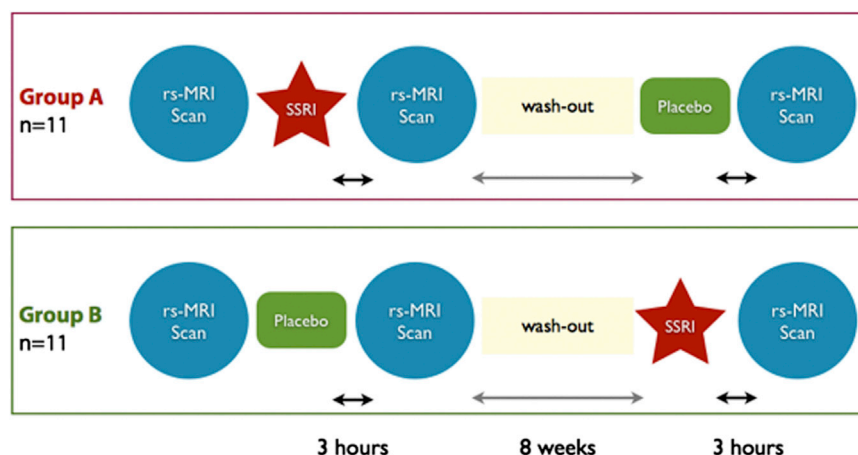 Group A
n=11
rs-MRI
Scan
SSRI
rs-MRI
Scan
wash-out
Placebo
rs-MRI
Scan
Group B
n=11
rs-MRI
Scan
Placebo
rs-MRI
Scan
wash-out
SSRI
rs-MRI
Scan
3 hours
8 weeks
3 hours